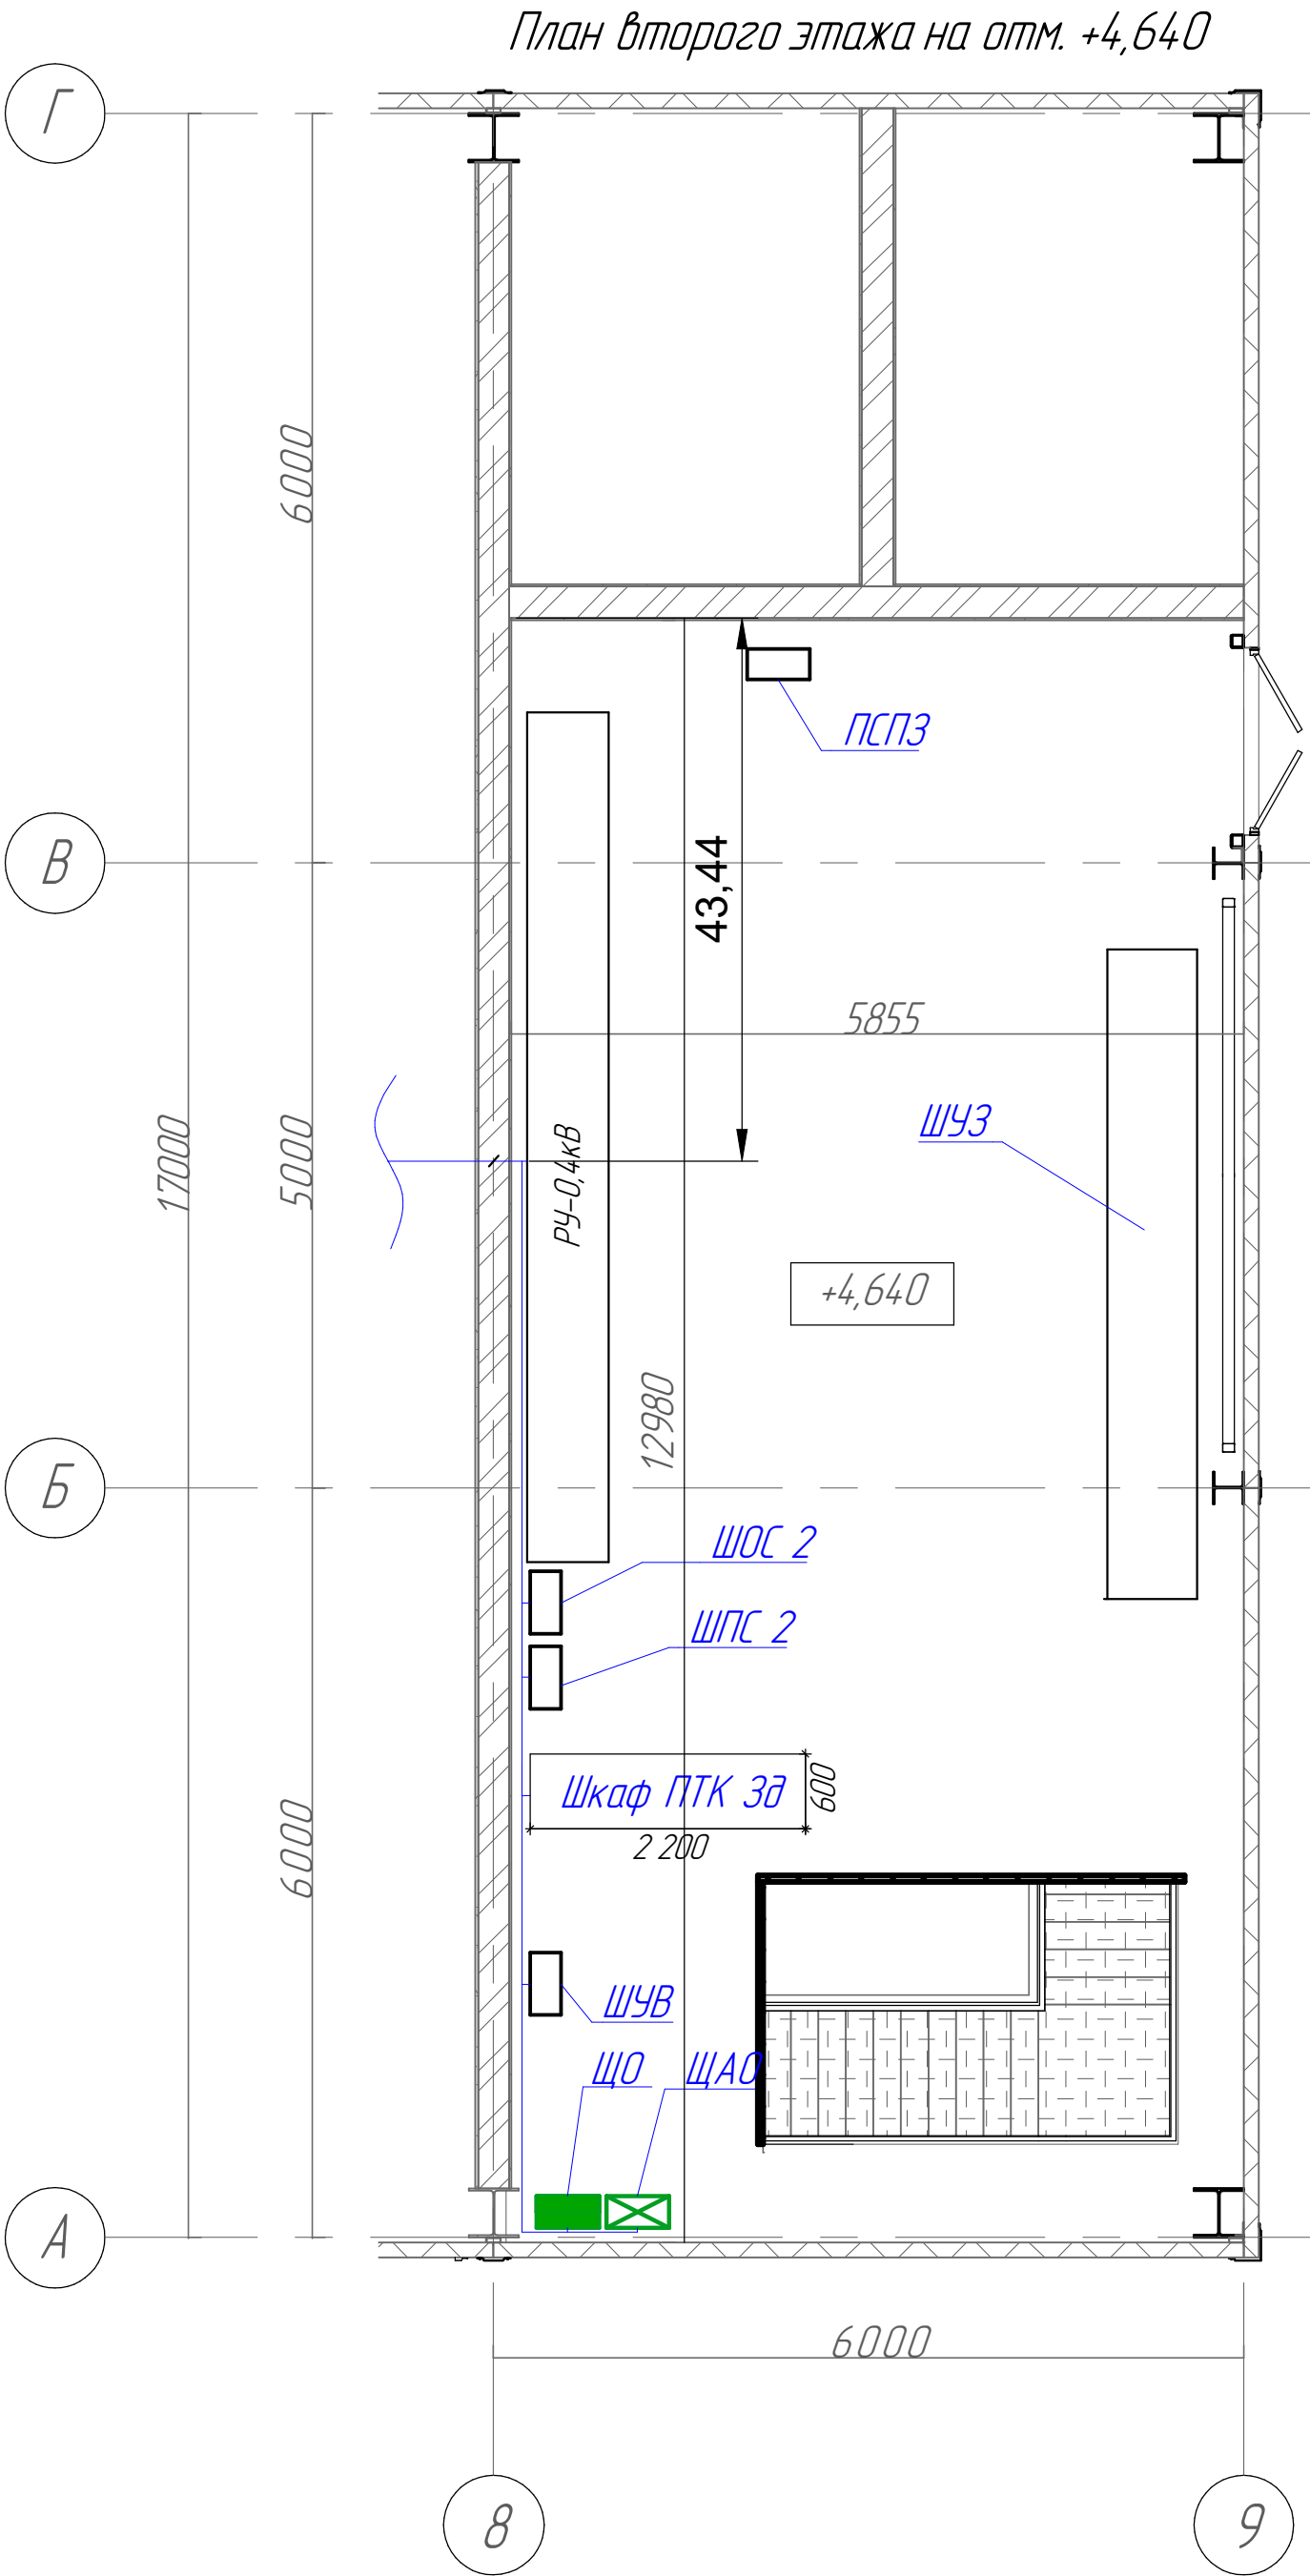 План второго этажа на отм. +4,640
Г
6000
ПСПЗ
В
43,44
5855
17000
5000
ШУЗ
РУ-0,4кВ
+4,640
12980
Б
ШОС 2
ШПС 2
Шкаф ПТК 3д
600
2 200
6000
ШУВ
ЩО
ЩАО
А
6000
8
9